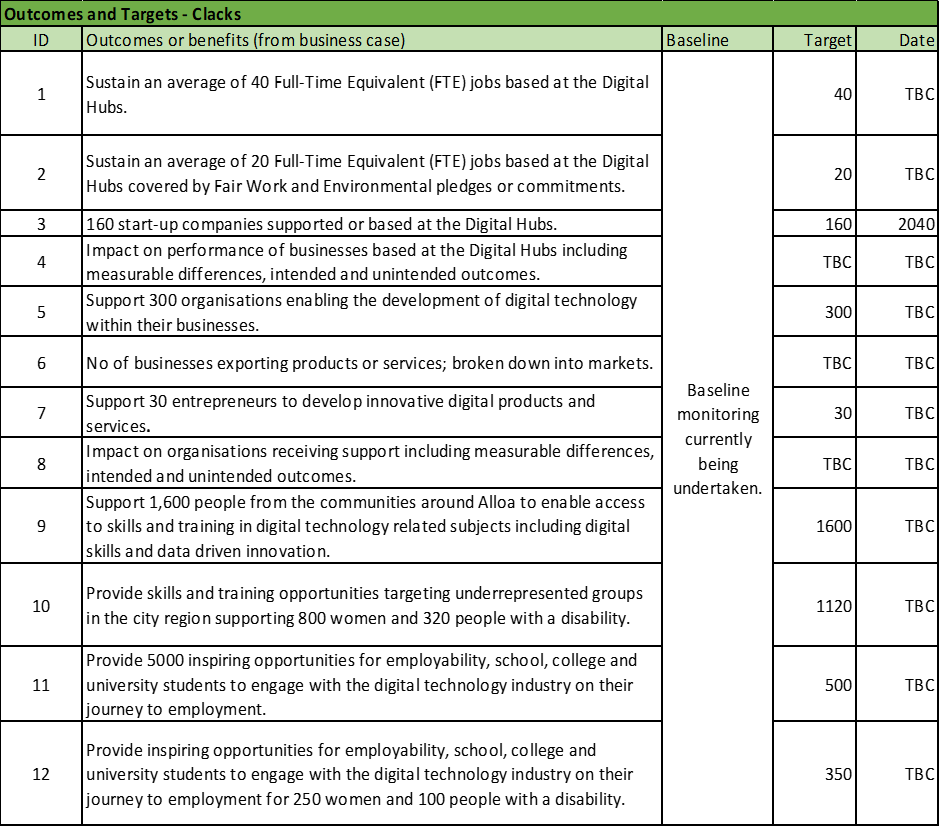 Outcomes and Targets - Clacks
ID Outcomes or benefits (from business case) Baseline Target Date
1 Sustain an average of 40 Full-Time Equivalent (FTE) jobs based at the Digital
Hubs. 40 TBC
2 Sustain an average of 20 Full-Time Equivalent (FTE) jobs based at the Digital
Hubs covered by Fair Work and Environmental pledges or commitments. 20 TBC
3 160 start-up companies supported or based at the Digital Hubs. 160 2040
4 Impact on performance of businesses based at the Digital Hubs including
measurable differences, intended and unintended outcomes. TBC TBC
5 Support 300 organisations enabling the development of digital technology
within their businesses. 300 TBC
6 No of businesses exporting products or services; broken down into markets. TBC TBC
7 Support 30 entrepreneurs to develop innovative digital products and
services. 30 TBC
8 Impact on organisations receiving support including measurable differences,
intended and unintended outcomes. TBC TBC
9 Support 1,600 people from the communities around Alloa to enable access
to skills and training in digital technology related subjects including digital
skills and data driven innovation. 1600 TBC
10 Provide skills and training opportunities targeting underrepresented groups
in the city region supporting 800 women and 320 people with a disability. 1120 TBC
11 Provide 5000 inspiring opportunities for employability, school, college and
university students to engage with the digital technology industry on their
journey to employment. 500 TBC
12 Provide inspiring opportunities for employability, school, college and
university students to engage with the digital technology industry on their
journey to employment for 250 women and 100 people with a disability. 350 TBC
Baseline
monitoring
currently
being
undertaken.